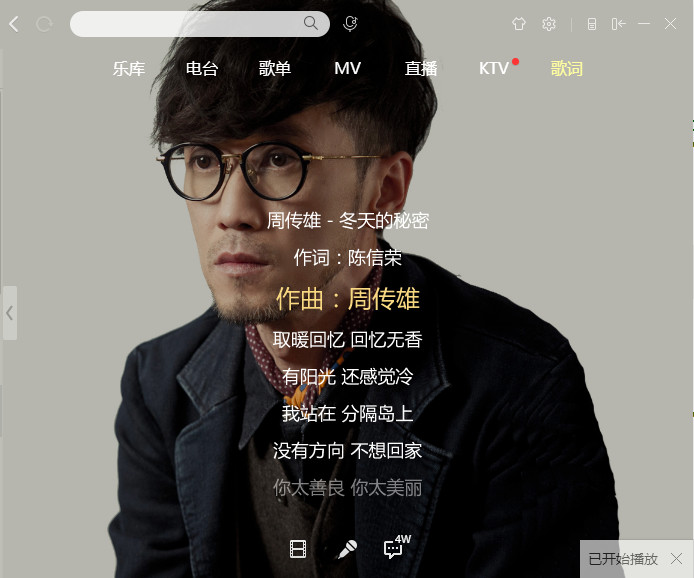 乐库 电台 歌单 MV 直播 KTV 歌词
周传雄 - 冬天的秘密
作词：陈信荣
作曲：周传雄
取暖回忆 回忆无香
有阳光 还感觉冷
我站在 分隔岛上
没有方向 不想回家
你太善良 你太美丽
4W
已开始播放